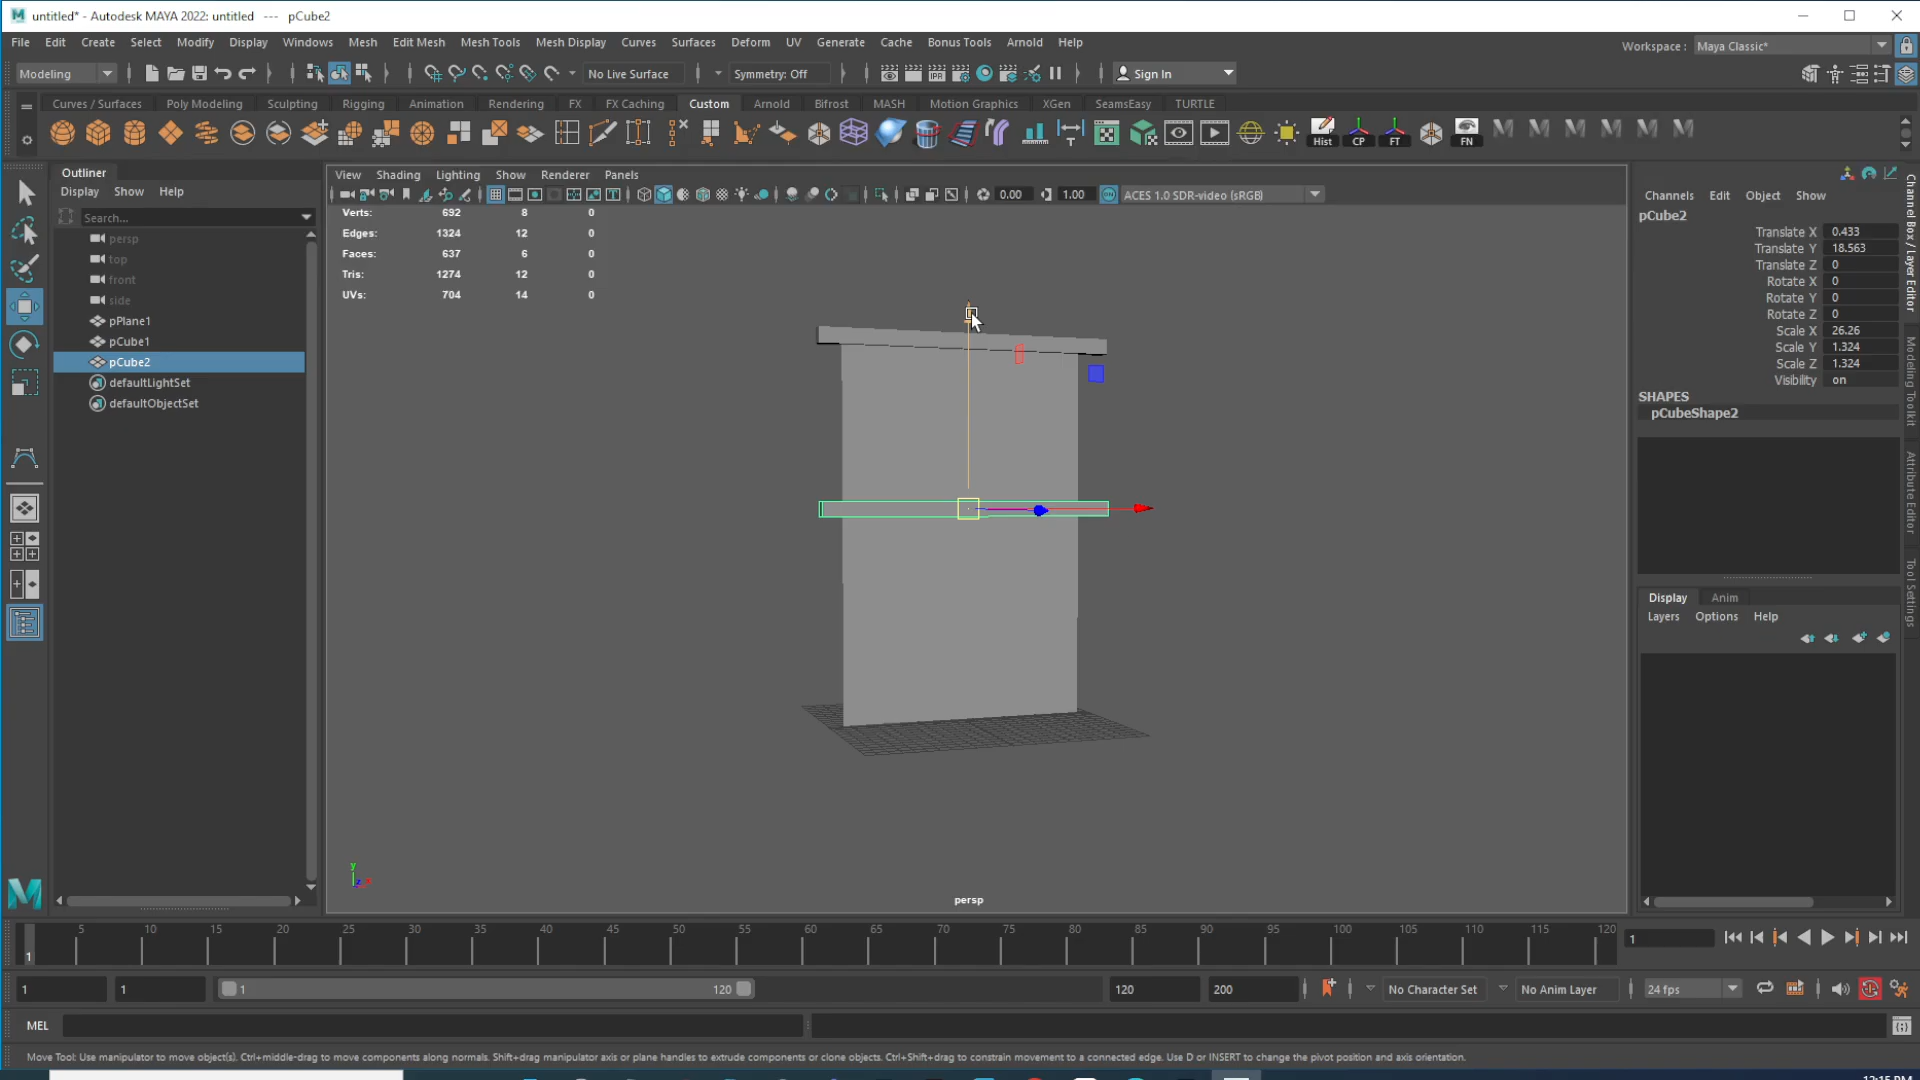 untitled* - Autodesk MAYA 2022: untitled --- pCube2
File Edit Create Select Modify Display Windows Mesh Edit Mesh Mesh Tools Mesh Display Curves Surfaces Deform UV Generate Cache Bonus Tools Arnold Help
Workspace : Maya Classic*
Modeling No Live Surface Symmetry: Off IPR Sign In
Curves / Surfaces Poly Modeling Sculpting Rigging Animation Rendering FX FX Caching Custom Arnold Bifrost MASH Motion Graphics XGen SeamsEasy TURTLE
Hist CP FT FN
Outliner
Display Show Help
Search...
persp
top
front
side
pPlane1
pCube1
pCube2
defaultLightSet
defaultObjectSet
View Shading Lighting Show Renderer Panels
0.00 1.00 ACES 1.0 SDR-video (sRGB)
Verts: 692 8 0
Edges: 1324 12 0
Faces: 637 6 0
Tris: 1274 12 0
UVs: 704 14 0
y
persp
Channels Edit Object Show
pCube2
Translate X 0.433
Translate Y 18.563
Translate Z 0
Rotate X 0
Rotate Y 0
Rotate Z 0
Scale X 26.26
Scale Y 1.324
Scale Z 1.324
Visibility on
SHAPES
pCubeShape2
Display Anim
Layers Options Help
Channel Box / Layer Editor
Modeling Toolkit
Attribute Editor
Tool Settings
5 10 15 20 25 30 35 40 45 50 55 60 65 70 75 80 85 90 95 100 105 110 115 120
1
1
1 1 1 120 120 200 No Character Set No Anim Layer 24 fps
MEL
Move Tool: Use manipulator to move object(s). Ctrl+middle-drag to move components along normals. Shift+drag manipulator axis or plane handles to extrude components or clone objects. Ctrl+Shift+drag to constrain movement to a connected edge. Use D or INSERT to change the pivot position and axis orientation.